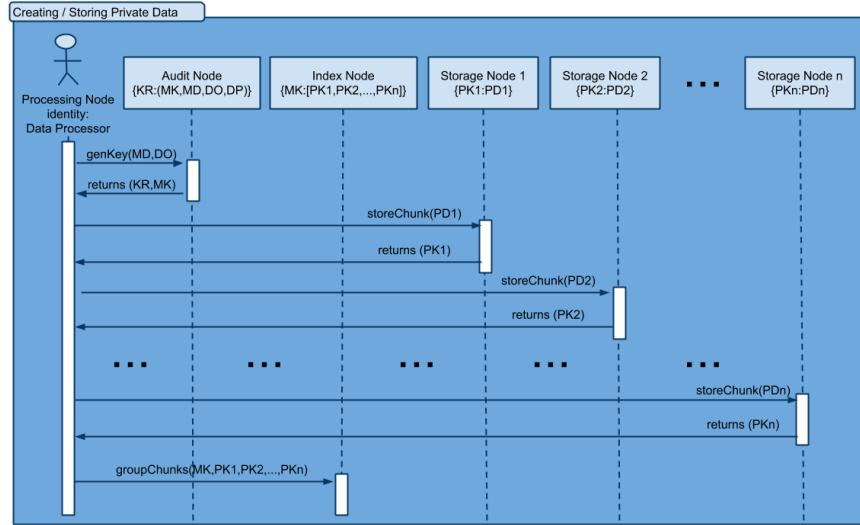 Creating / Storing Private Data
Processing Node
identity:
Data Processor
Audit Node
{KR:(MK,MD,DO,DP)}
Index Node
{MK:[PK1,PK2,...,PKn]}
Storage Node 1
{PK1:PD1}
Storage Node 2
{PK2:PD2}
...
Storage Node n
{PKn:PDn}
genKey(MD,DO)
returns (KR,MK)
storeChunk(PD1)
returns (PK1)
storeChunk(PD2)
returns (PK2)
... ... ... ... ...
storeChunk(PDn)
returns (PKn)
groupChunks(MK,PK1,PK2,...,PKn)